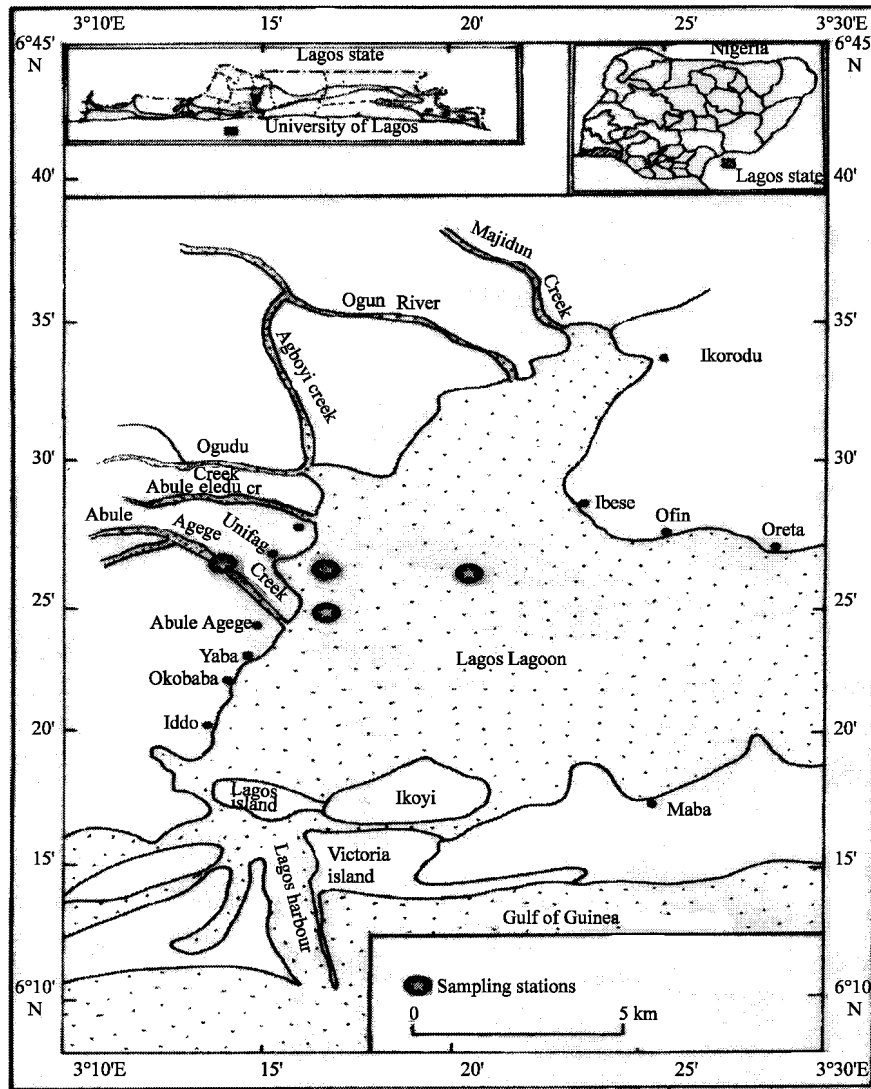 3°10'E 15' 20' 25' 3°30'E
6°45' N
6°45' N
Lagos state
University of Lagos
Nigeria
Lagos state
40'
40'
Majidun
Creek
Ogun River
35'
35'
Agboyi creek
Ikorodu
Ogudu
Creek
30'
30'
Abule eledu cr
Ibese
Abule
Agege
Creek
Unifag
Ofin
Oreta
25'
25'
Abule Agege
Yaba
Lagos Lagoon
Okobaba
20'
20'
Iddo
Lagos
island
Ikoyi
Maba
15'
15'
Victoria
island
Lagos harbour
Gulf of Guinea
6°10' N
6°10' N
Sampling stations
0 5 km
3°10'E 15' 20' 25' 3°30'E